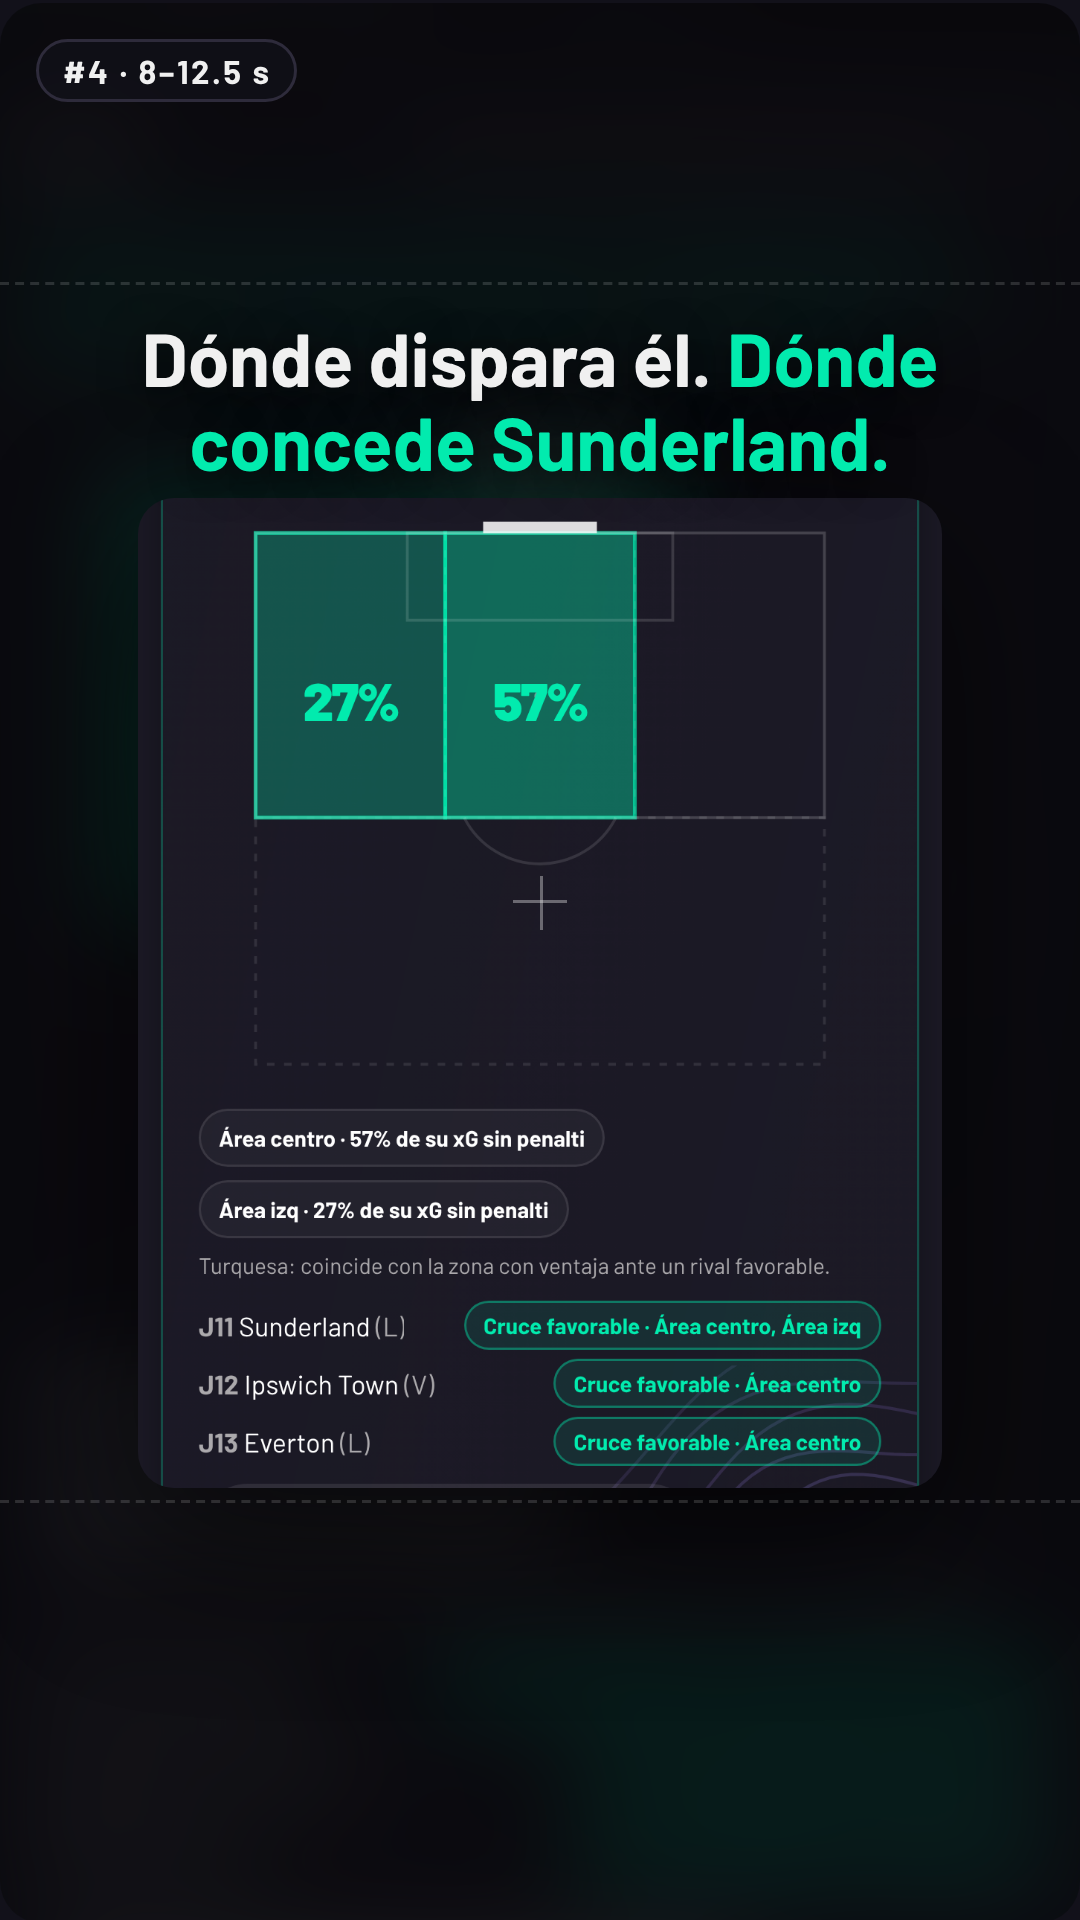 #4 · 8–12.5 s
Dónde dispara él. Dónde
concede Sunderland.
27% 57%
Área centro · 57% de su xG sin penalti
Área izq · 27% de su xG sin penalti
Turquesa: coincide con la zona con ventaja ante un rival favorable.
J11 Sunderland (L) Cruce favorable · Área centro, Área izq
J12 Ipswich Town (V) Cruce favorable · Área centro
J13 Everton (L) Cruce favorable · Área centro